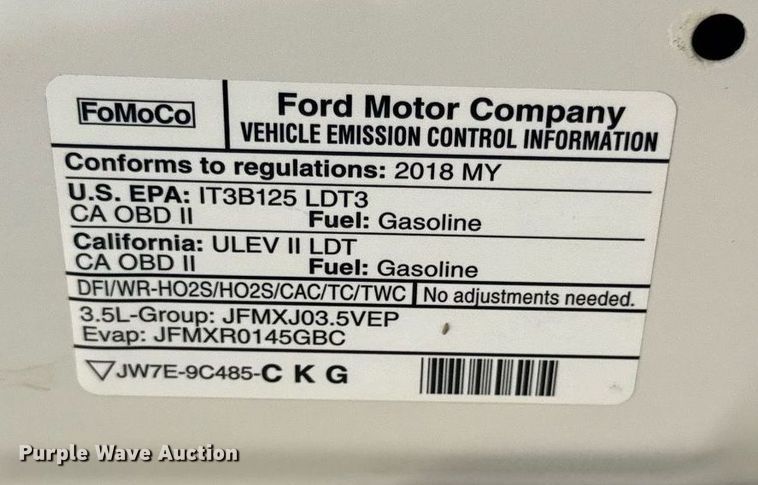 FoMoCo
Ford Motor Company
VEHICLE EMISSION CONTROL INFORMATION
Conforms to regulations: 2018 MY
U.S. EPA: IT3B125 LDT3
CA OBD II Fuel: Gasoline
California: ULEV II LDT
CA OBD II Fuel: Gasoline
DFI/WR-HO2S/HO2S/CAC/TC/TWC No adjustments needed.
3.5L-Group: JFMXJ03.5VEP
Evap: JFMXR0145GBC
JW7E-9C485-C K G
Purple Wave Auction